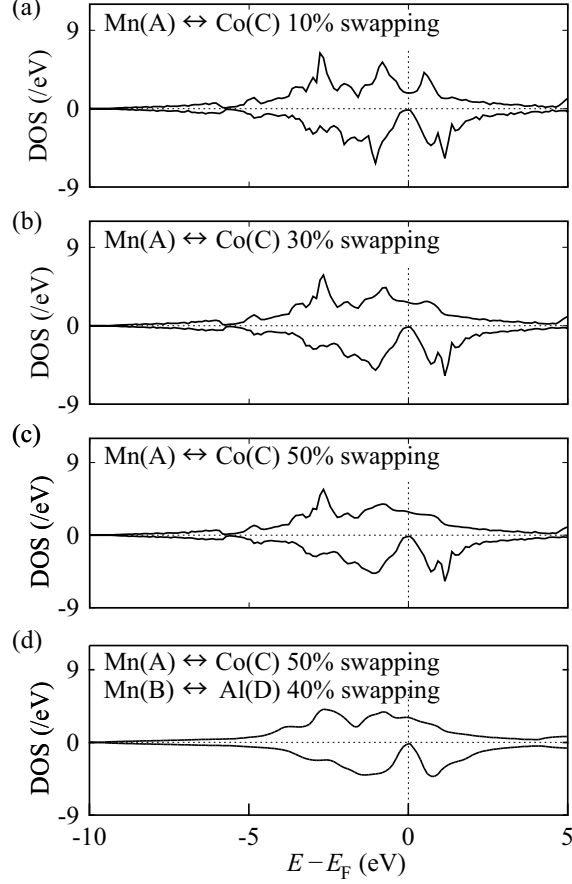 (a)
Mn(A) ↔ Co(C) 10% swapping
9
0
-9
DOS (/eV)
(b)
Mn(A) ↔ Co(C) 30% swapping
9
0
-9
DOS (/eV)
(c)
Mn(A) ↔ Co(C) 50% swapping
9
0
-9
DOS (/eV)
(d)
Mn(A) ↔ Co(C) 50% swapping
Mn(B) ↔ Al(D) 40% swapping
9
0
-9
DOS (/eV)
-10 -5 0 5
E − E_F (eV)